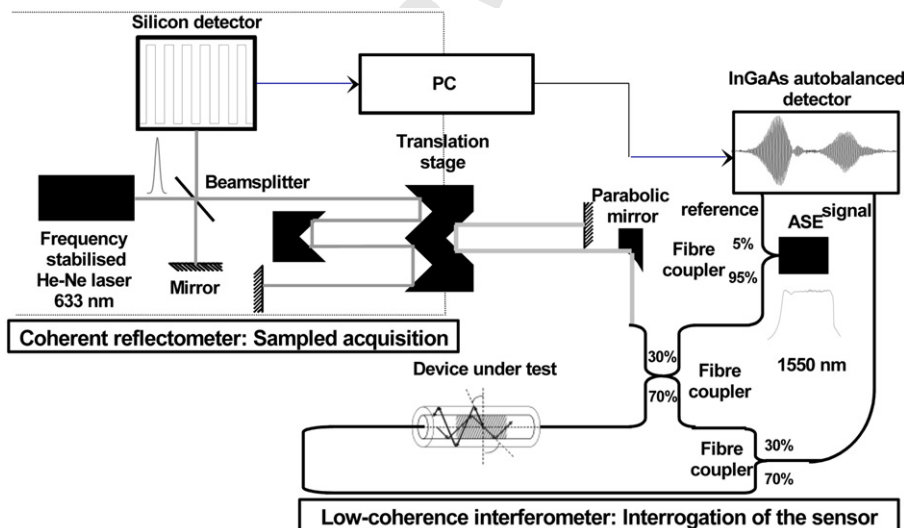 Silicon detector
PC
InGaAs autobalanced
detector
Translation
stage
Beamsplitter
Parabolic
mirror
reference
signal
ASE
Frequency
stabilised
He-Ne laser
633 nm
Mirror
Fibre
coupler
5%
95%
Coherent reflectometer: Sampled acquisition
1550 nm
30%
70%
Fibre
coupler
Device under test
Fibre
coupler
30%
70%
Low-coherence interferometer: Interrogation of the sensor